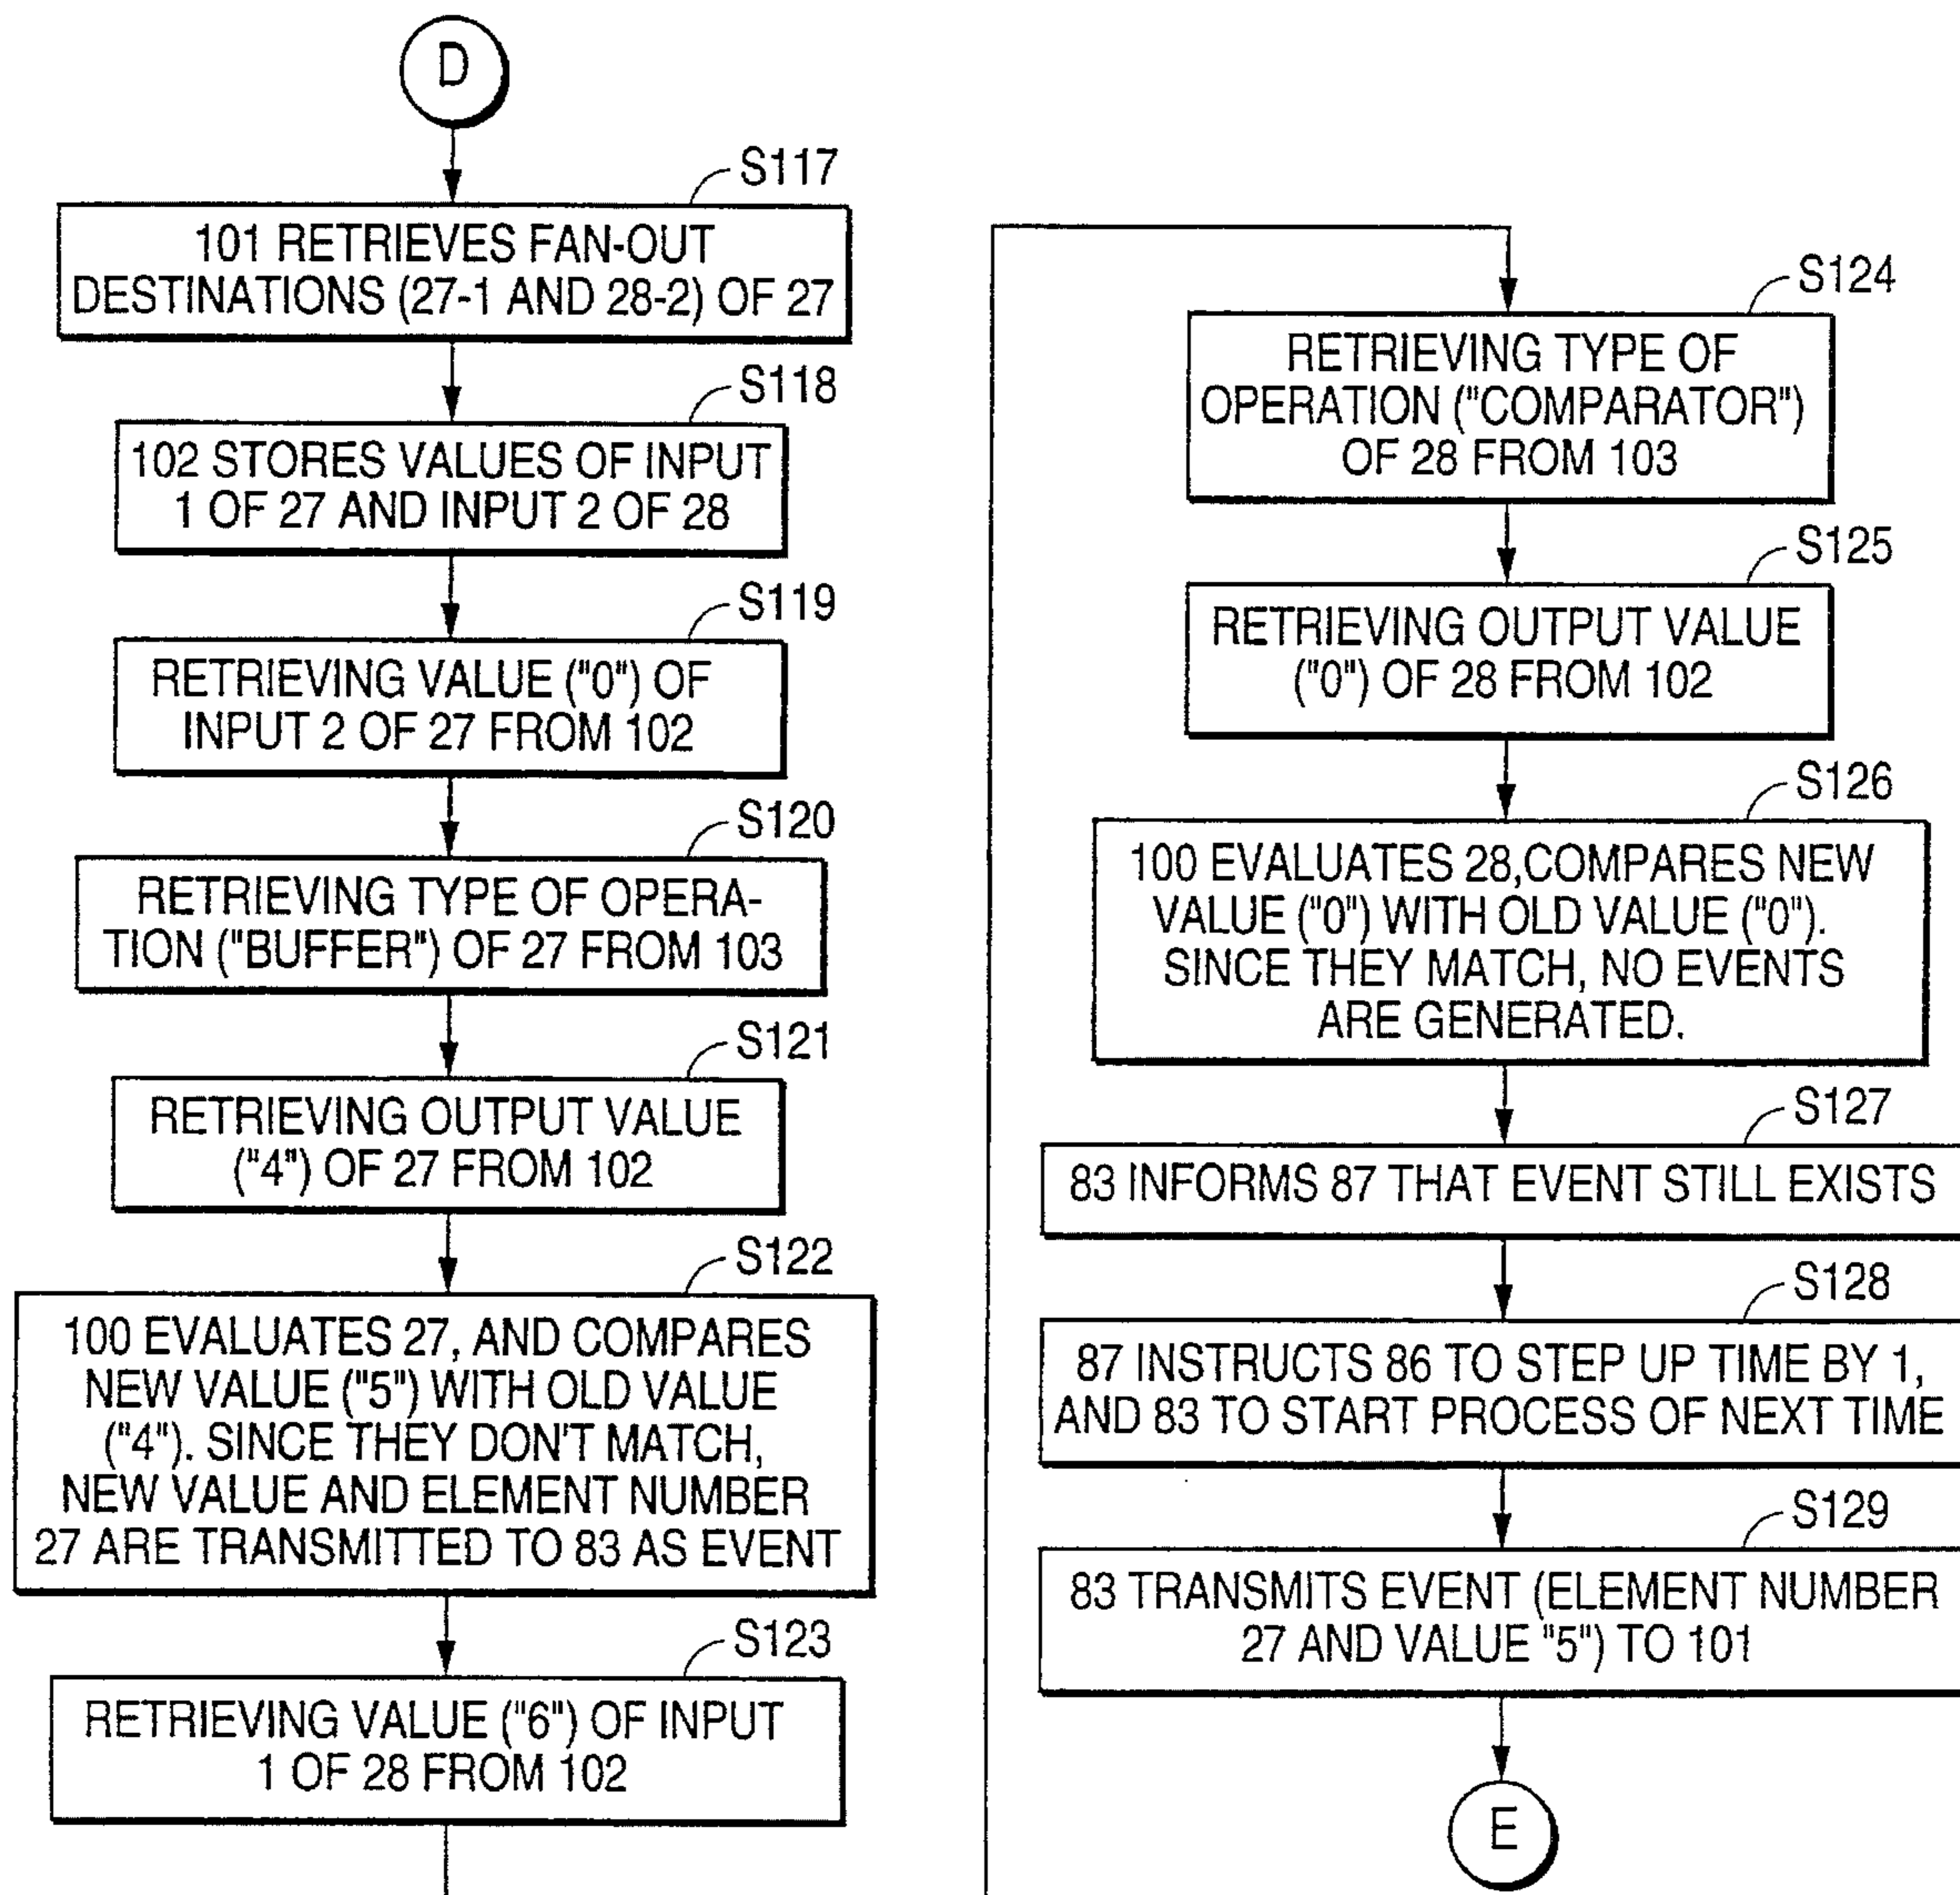 D
S117
101 RETRIEVES FAN-OUT
DESTINATIONS (27-1 AND 28-2) OF 27
S118
102 STORES VALUES OF INPUT
1 OF 27 AND INPUT 2 OF 28
S119
RETRIEVING VALUE ("0") OF
INPUT 2 OF 27 FROM 102
S120
RETRIEVING TYPE OF OPERA-
TION ("BUFFER") OF 27 FROM 103
S121
RETRIEVING OUTPUT VALUE
("4") OF 27 FROM 102
S122
100 EVALUATES 27, AND COMPARES
NEW VALUE ("5") WITH OLD VALUE
("4"). SINCE THEY DON'T MATCH,
NEW VALUE AND ELEMENT NUMBER
27 ARE TRANSMITTED TO 83 AS EVENT
S123
RETRIEVING VALUE ("6") OF INPUT
1 OF 28 FROM 102
S124
RETRIEVING TYPE OF
OPERATION ("COMPARATOR")
OF 28 FROM 103
S125
RETRIEVING OUTPUT VALUE
("0") OF 28 FROM 102
S126
100 EVALUATES 28,COMPARES NEW
VALUE ("0") WITH OLD VALUE ("0").
SINCE THEY MATCH, NO EVENTS
ARE GENERATED.
S127
83 INFORMS 87 THAT EVENT STILL EXISTS
S128
87 INSTRUCTS 86 TO STEP UP TIME BY 1,
AND 83 TO START PROCESS OF NEXT TIME
S129
83 TRANSMITS EVENT (ELEMENT NUMBER
27 AND VALUE "5") TO 101
E